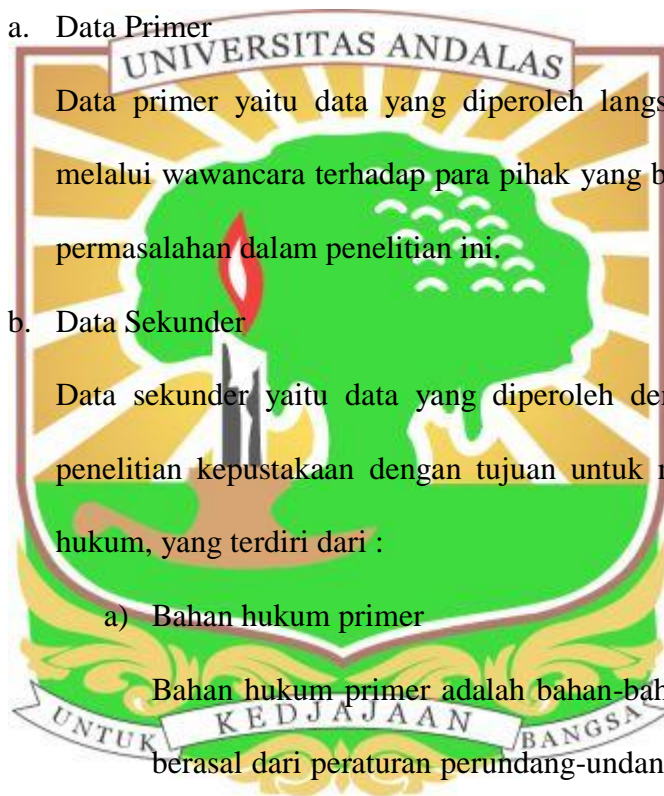 a. Data Primer
UNIVERSITAS ANDALAS
Data primer yaitu data yang diperoleh langs
melalui wawancara terhadap para pihak yang b
permasalahan dalam penelitian ini.
b. Data Sekunder
Data sekunder yaitu data yang diperoleh den
penelitian kepustakaan dengan tujuan untuk
hukum, yang terdiri dari :
a) Bahan hukum primer
Bahan hukum primer adalah bahan-bah
UNTUK KEDJAJAAN BANGSA
berasal dari peraturan perundang-undan